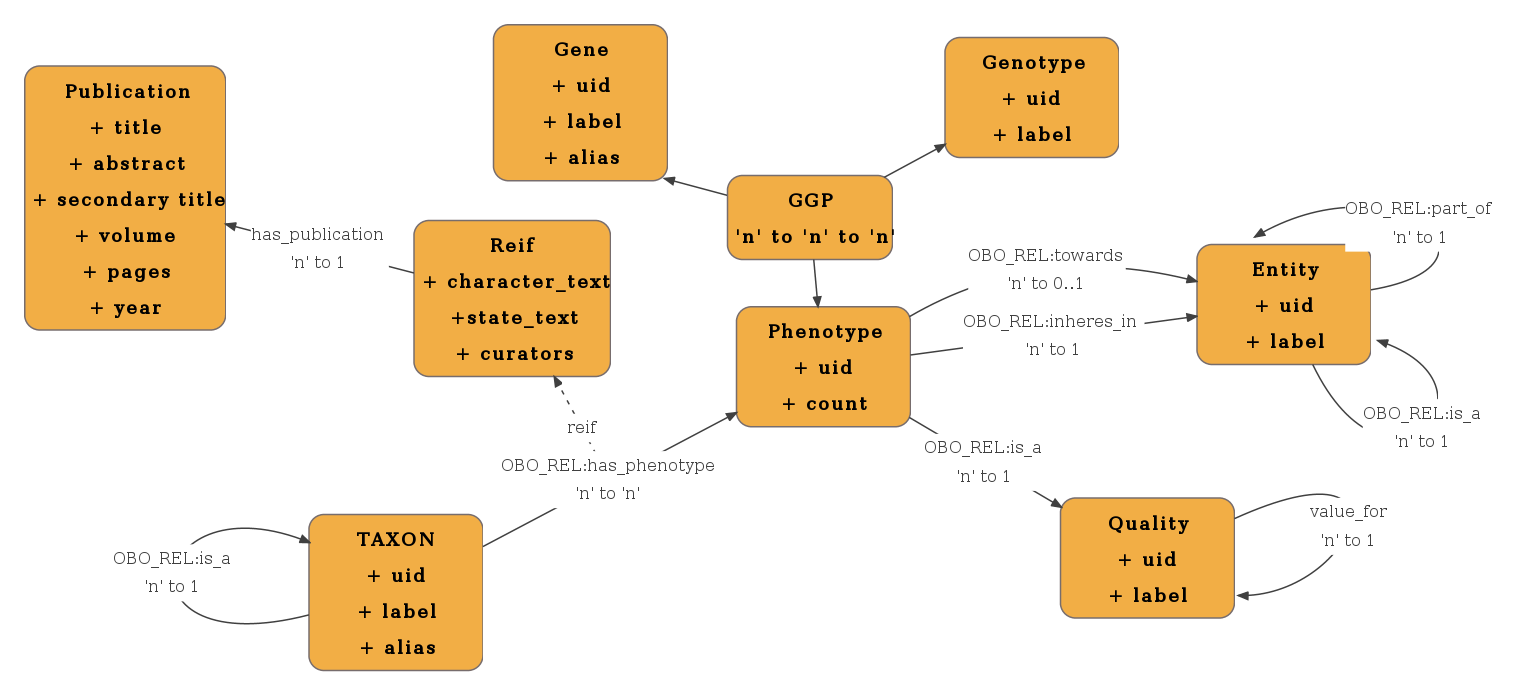 Publication
+ title
+ abstract
+ secondary title
+ volume
+ pages
+ year
Gene
+ uid
+ label
+ alias
Genotype
+ uid
+ label
GGP
'n' to 'n' to 'n'
has_publication
'n' to 1
Reif
+ character_text
+state_text
+ curators
OBO_REL:towards
'n' to 0..1
OBO_REL:inheres_in
'n' to 1
OBO_REL:part_of
'n' to 1
Entity
+ uid
+ label
Phenotype
+ uid
+ count
OBO_REL:is_a
'n' to 1
reif
OBO_REL:has_phenotype
'n' to 'n'
OBO_REL:is_a
'n' to 1
TAXON
+ uid
+ label
+ alias
OBO_REL:is_a
'n' to 1
Quality
+ uid
+ label
value_for
'n' to 1